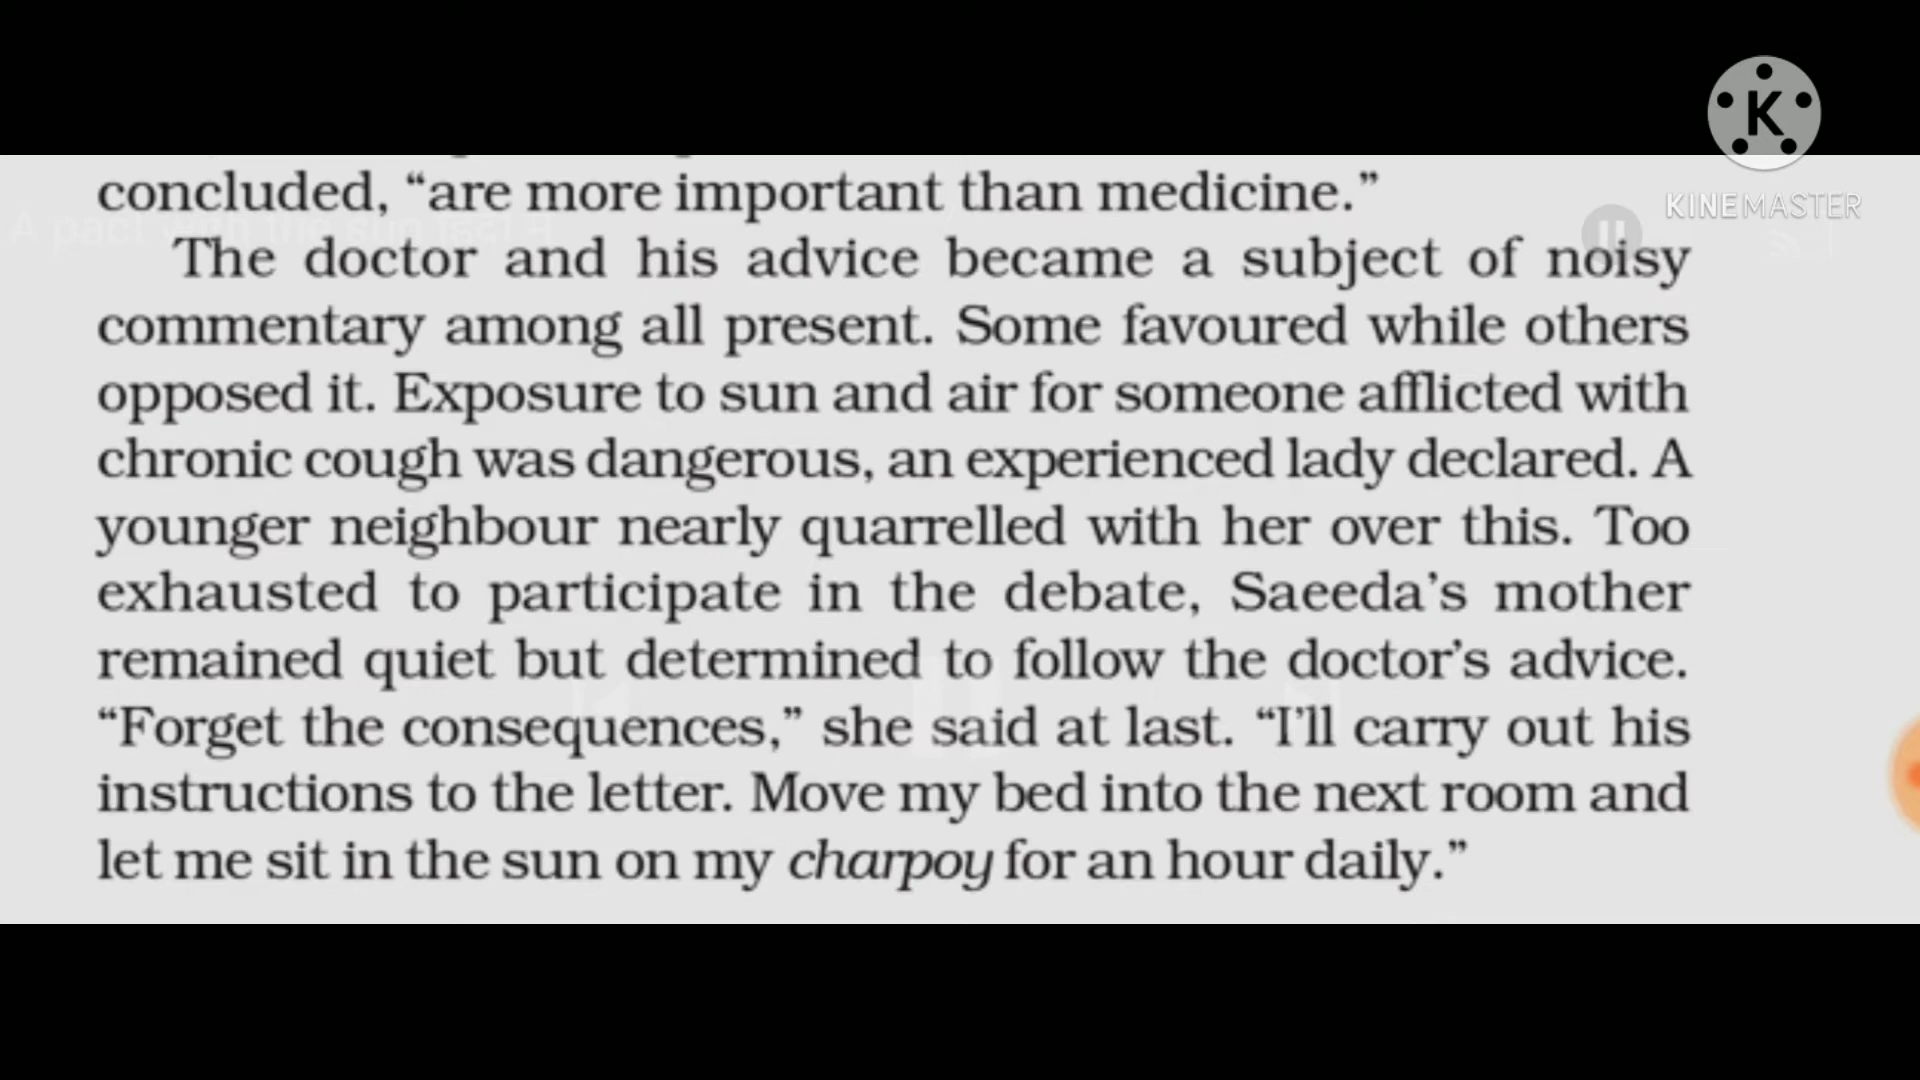 K
KINEMASTER
A pact with the sun
concluded, “are more important than medicine.”
The doctor and his advice became a subject of noisy
commentary among all present. Some favoured while others
opposed it. Exposure to sun and air for someone afflicted with
chronic cough was dangerous, an experienced lady declared. A
younger neighbour nearly quarrelled with her over this. Too
exhausted to participate in the debate, Saeeda’s mother
remained quiet but determined to follow the doctor’s advice.
“Forget the consequences,” she said at last. “I’ll carry out his
instructions to the letter. Move my bed into the next room and
let me sit in the sun on my charpoy for an hour daily.”